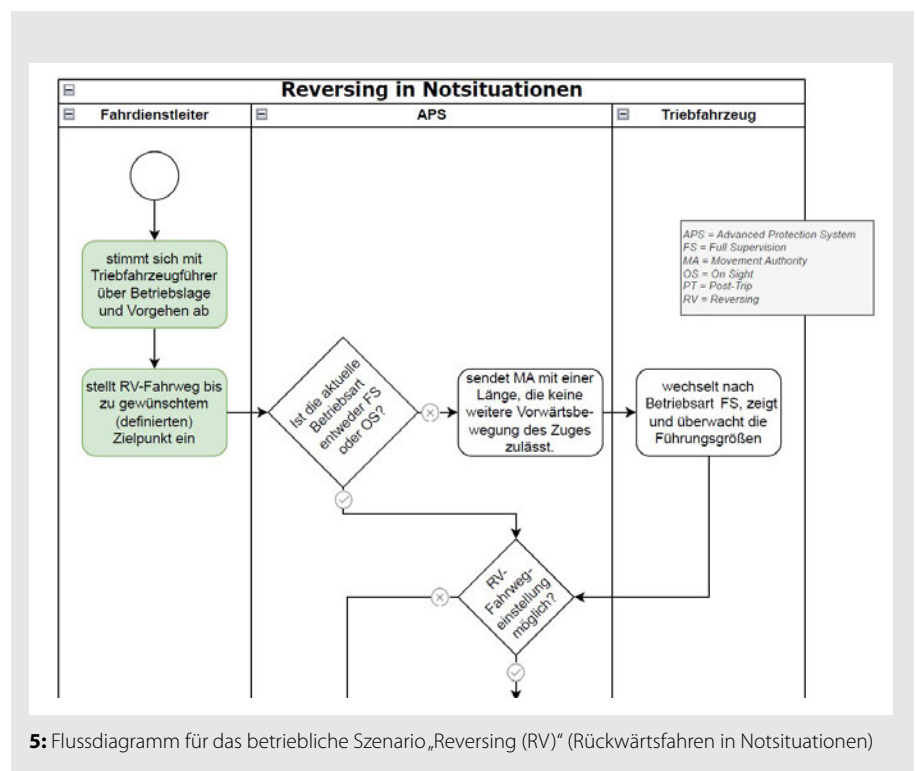 Reversing in Notsituationen
Fahrdienstleiter
APS
Triebfahrzeug
APS = Advanced Protection System
FS = Full Supervision
MA = Movement Authority
OS = On Sight
PT = Post-Trip
RV = Reversing
stimmt sich mit
Triebfahrzeugführer
über Betriebslage
und Vorgehen ab
stellt RV-Fahrweg bis
zu gewünschtem
(definierten)
Zielpunkt ein
Ist die aktuelle
Betriebsart
entweder FS
oder OS?
sendet MA mit einer
Länge, die keine
weitere Vorwärtsbe-
wegung des Zuges
zulässt.
wechselt nach
Betriebsart FS, zeigt
und überwacht die
Führungsgrößen
RV-
Fahrweg-
einstellung
möglich?
5: Flussdiagramm für das betriebliche Szenario „Reversing (RV)“ (Rückwärtsfahren in Notsituationen)